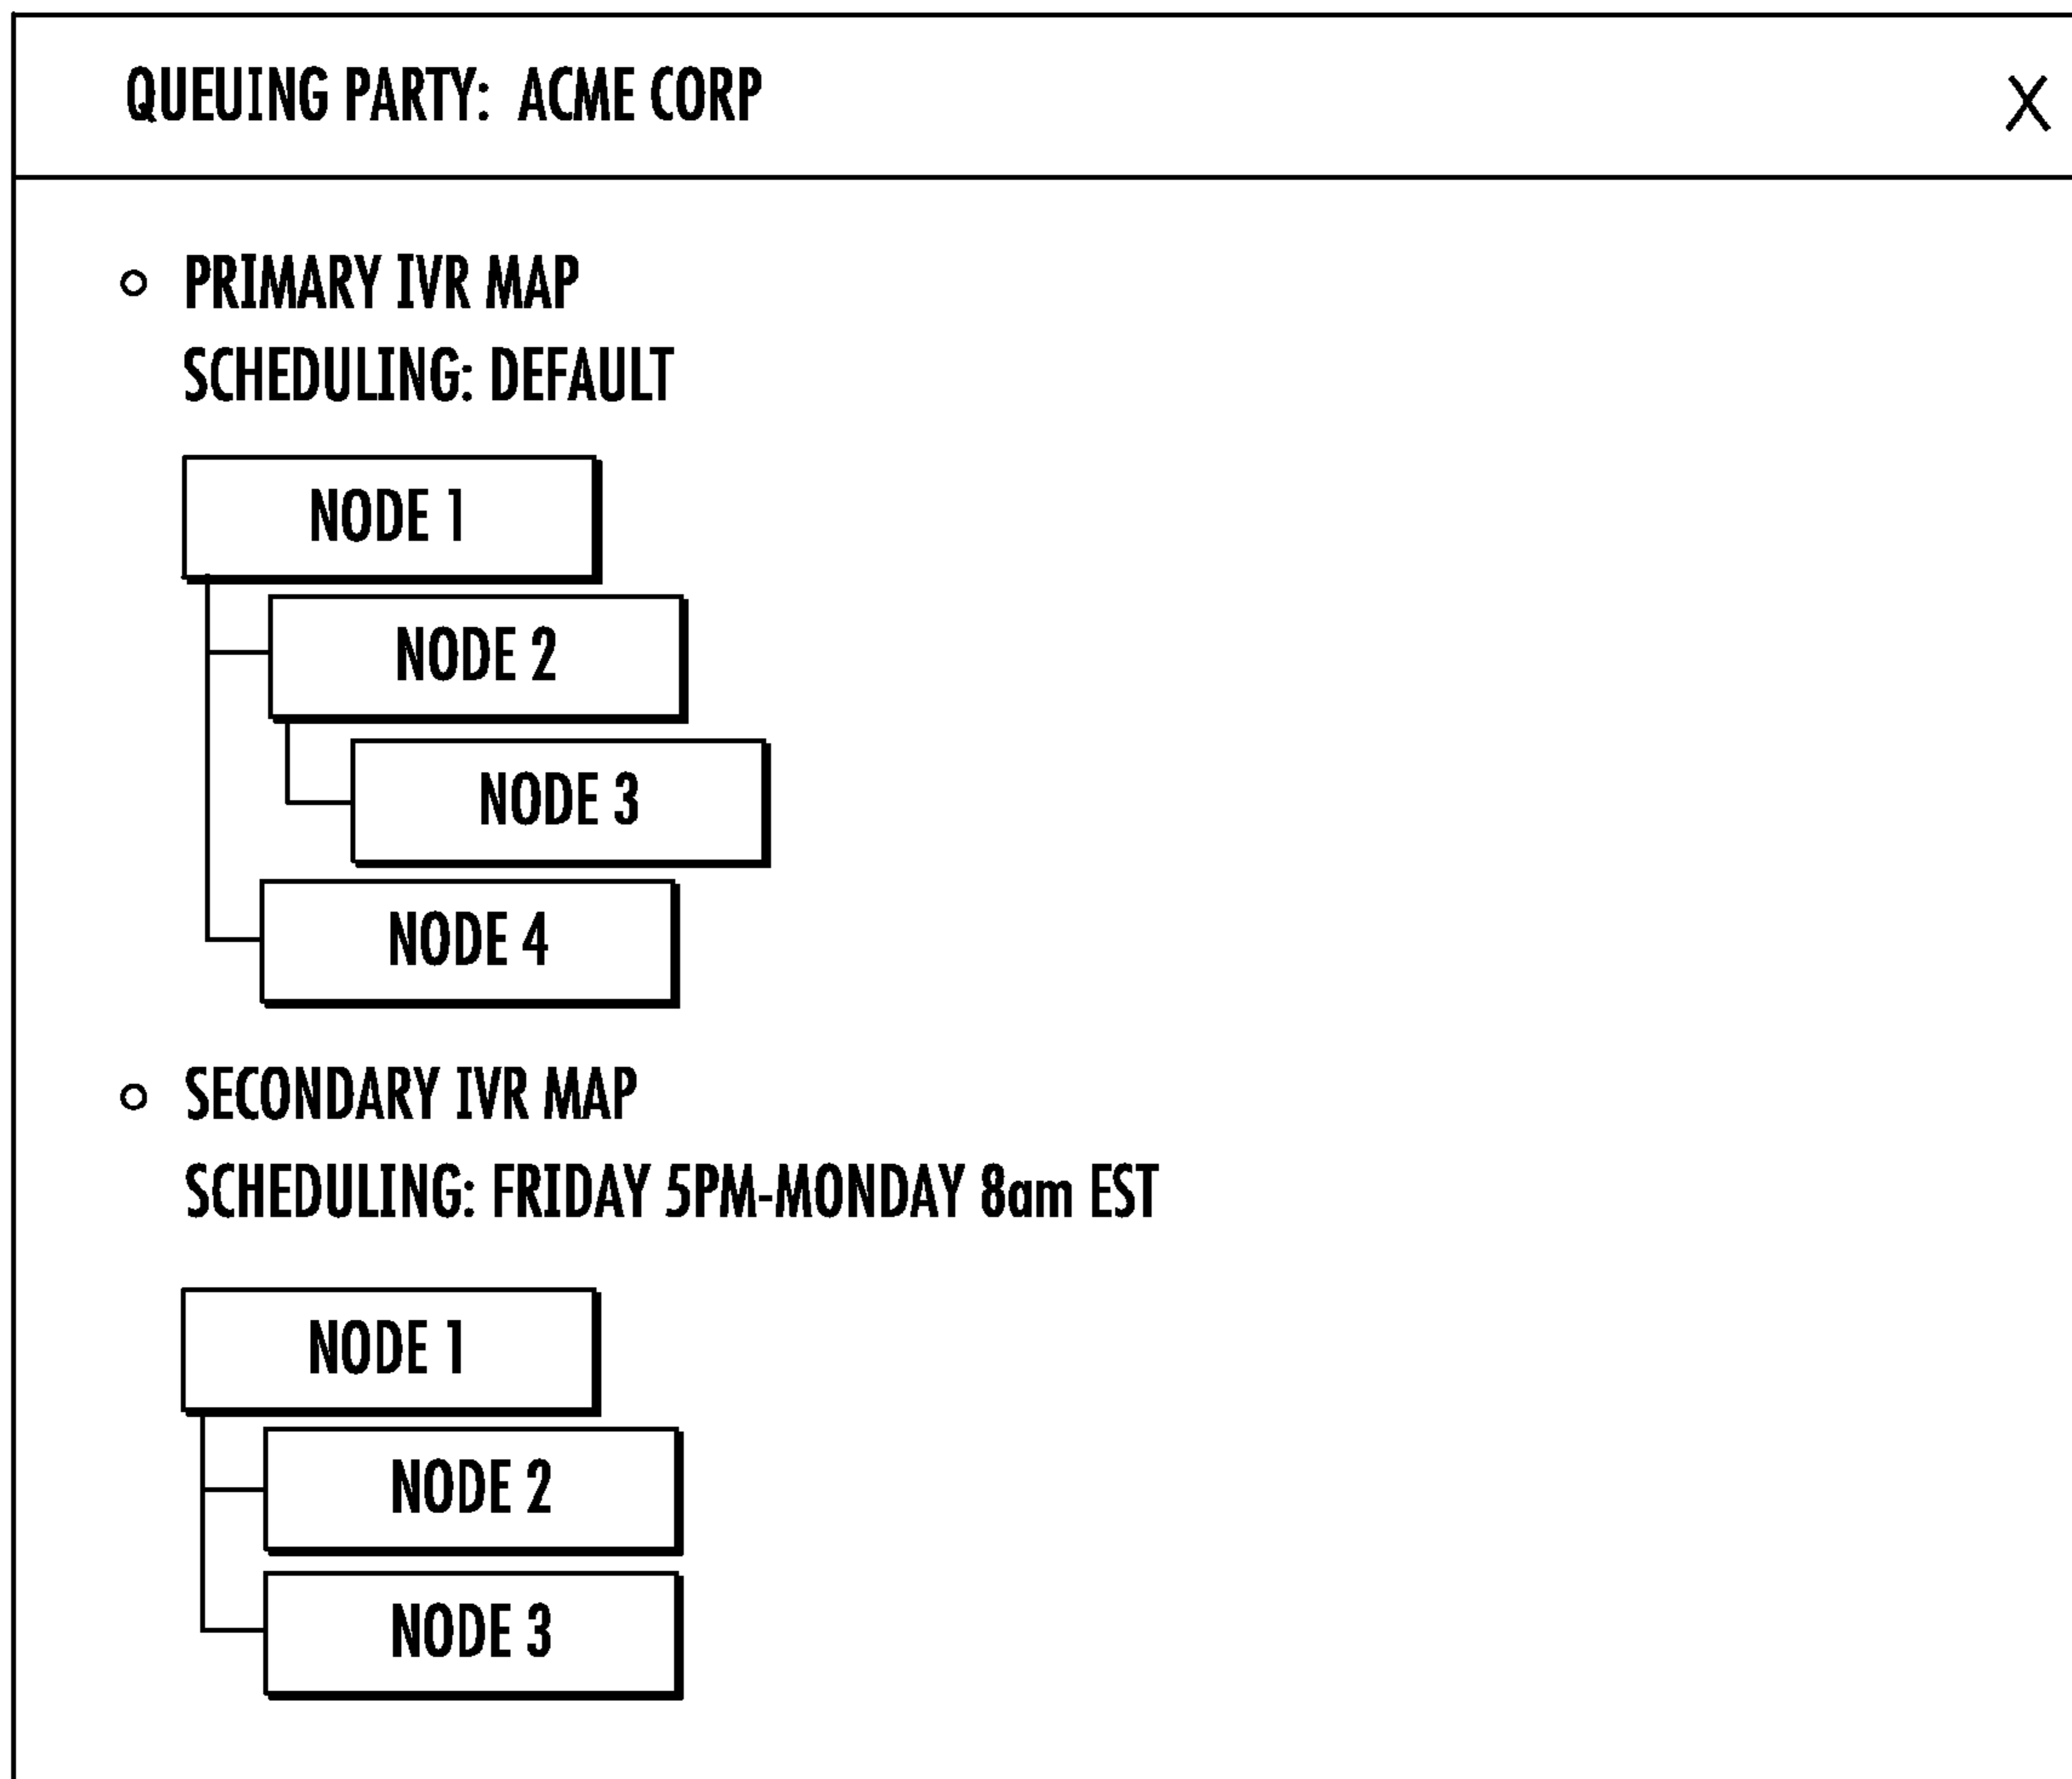 QUEUING PARTY: ACME CORP X
PRIMARY IVR MAP
SCHEDULING: DEFAULT
NODE 1
NODE 2
NODE 3
NODE 4
SECONDARY IVR MAP
SCHEDULING: FRIDAY 5PM-MONDAY 8am EST
NODE 1
NODE 2
NODE 3